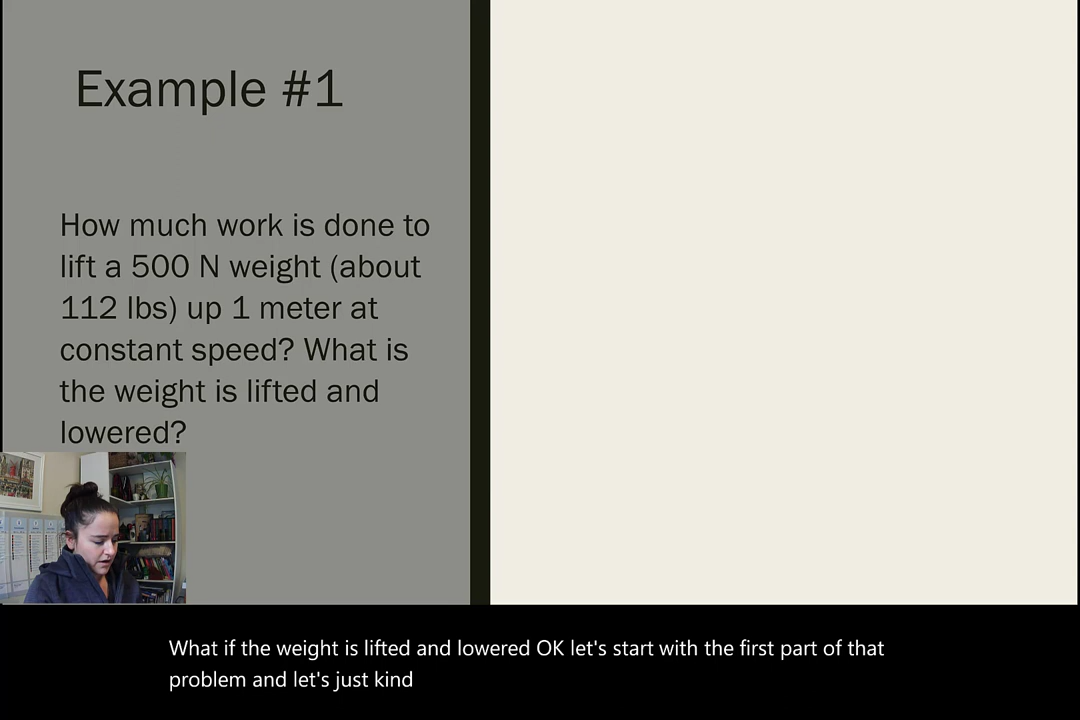 Example #1
How much work is done to
lift a 500 N weight (about
112 lbs) up 1 meter at
constant speed? What is
the weight is lifted and
lowered?
What if the weight is lifted and lowered OK let's start with the first part of that
problem and let's just kind